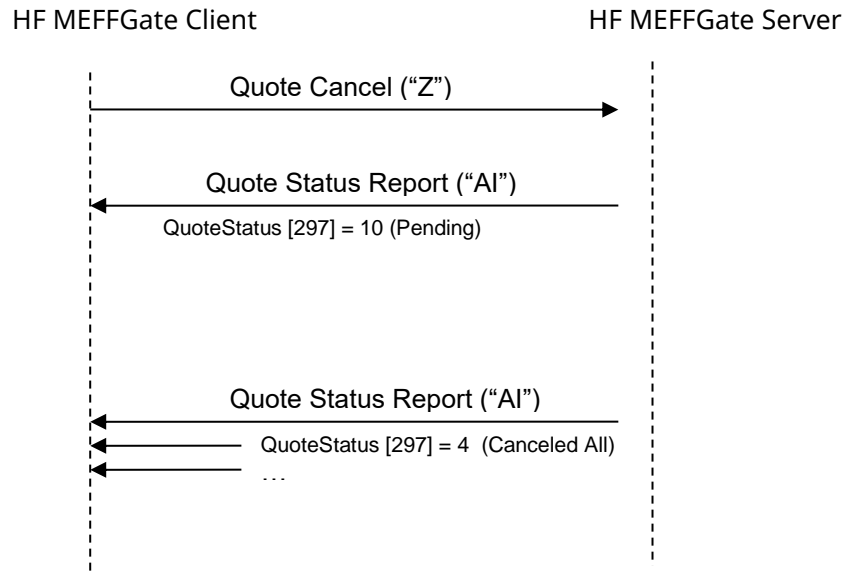 HF MEFFGate Client
HF MEFFGate Server
Quote Cancel (“Z”)
Quote Status Report (“AI”)
QuoteStatus [297] = 10 (Pending)
Quote Status Report (“AI”)
QuoteStatus [297] = 4 (Canceled All)
…